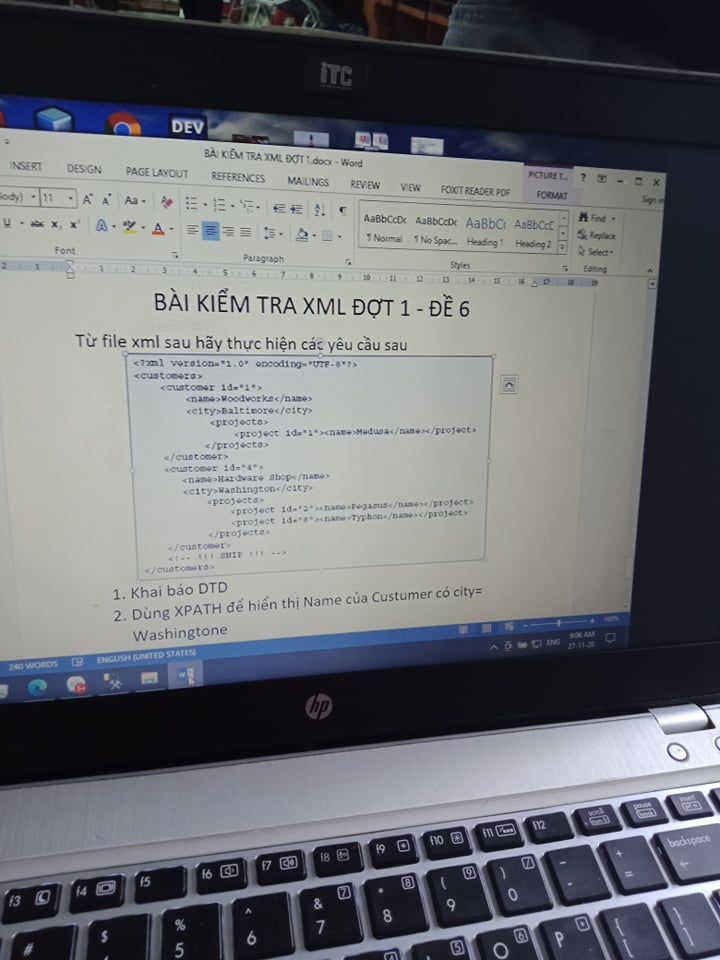 iTC
DEV
BÀI KIỂM TRA XML ĐỢT 1.docx - Word
PICTURE T...
INSERT DESIGN PAGE LAYOUT REFERENCES MAILINGS REVIEW VIEW FOXIT READER PDF FORMAT
Sign in
11
Aa
AaBbCcDc AaBbCcDc AaBbC AaBbCcD
¶ Normal ¶ No Spac... Heading 1 Heading 2
Find
Replace
Select
Font Paragraph Styles Editing
BÀI KIỂM TRA XML ĐỢT 1 - ĐỀ 6
Từ file xml sau hãy thực hiện các yêu cầu sau
<?xml version="1.0" encoding="UTF-8"?>
<customers>
<customer id="1">
<name>Woodworks</name>
<city>Baltimore</city>
<projects>
<project id="1"><name>Medusa</name></project>
</projects>
</customer>
<customer id="4">
<name>Hardware Shop</name>
<city>Washington</city>
<projects>
<project id="2"><name>Pegasus</name></project>
<project id="8"><name>Typhon</name></project>
</projects>
</customer>
<!-- !!! SNIP !!! -->
</customers>
1. Khai báo DTD
2. Dùng XPATH để hiển thị Name của Custumer có city=
Washingtone
240 WORDS ENGLISH (UNITED STATES) 100%
ENG 9:06 AM
27-11-20
hp
f3 f4 f5 f6 f7 f8 f9 f10 f11 f12 scroll pause insert
backspace
# $ % 5 ^ 6 & 7 * 8 ( 9 ) 0 - + =
O P { [ } ]